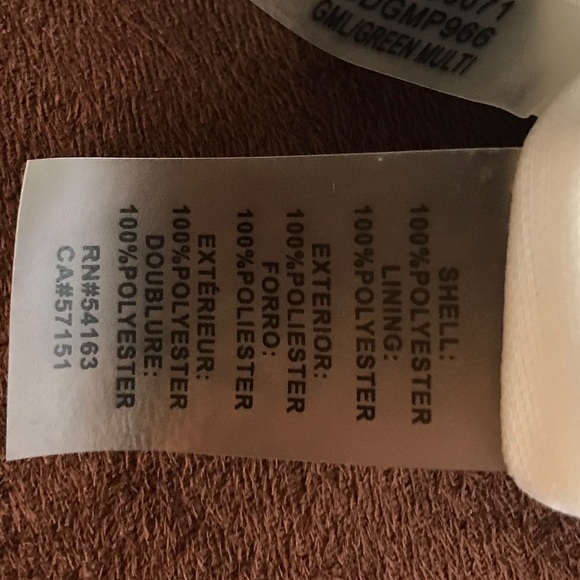 DGMP966
GML/GREEN MULTI
SHELL:
100%POLYESTER
LINING:
100%POLYESTER
EXTERIOR:
100%POLIESTER
FORRO:
100%POLIESTER
EXTÉRIEUR:
100%POLYESTER
DOUBLURE:
100%POLYESTER
RN#54163
CA#57151